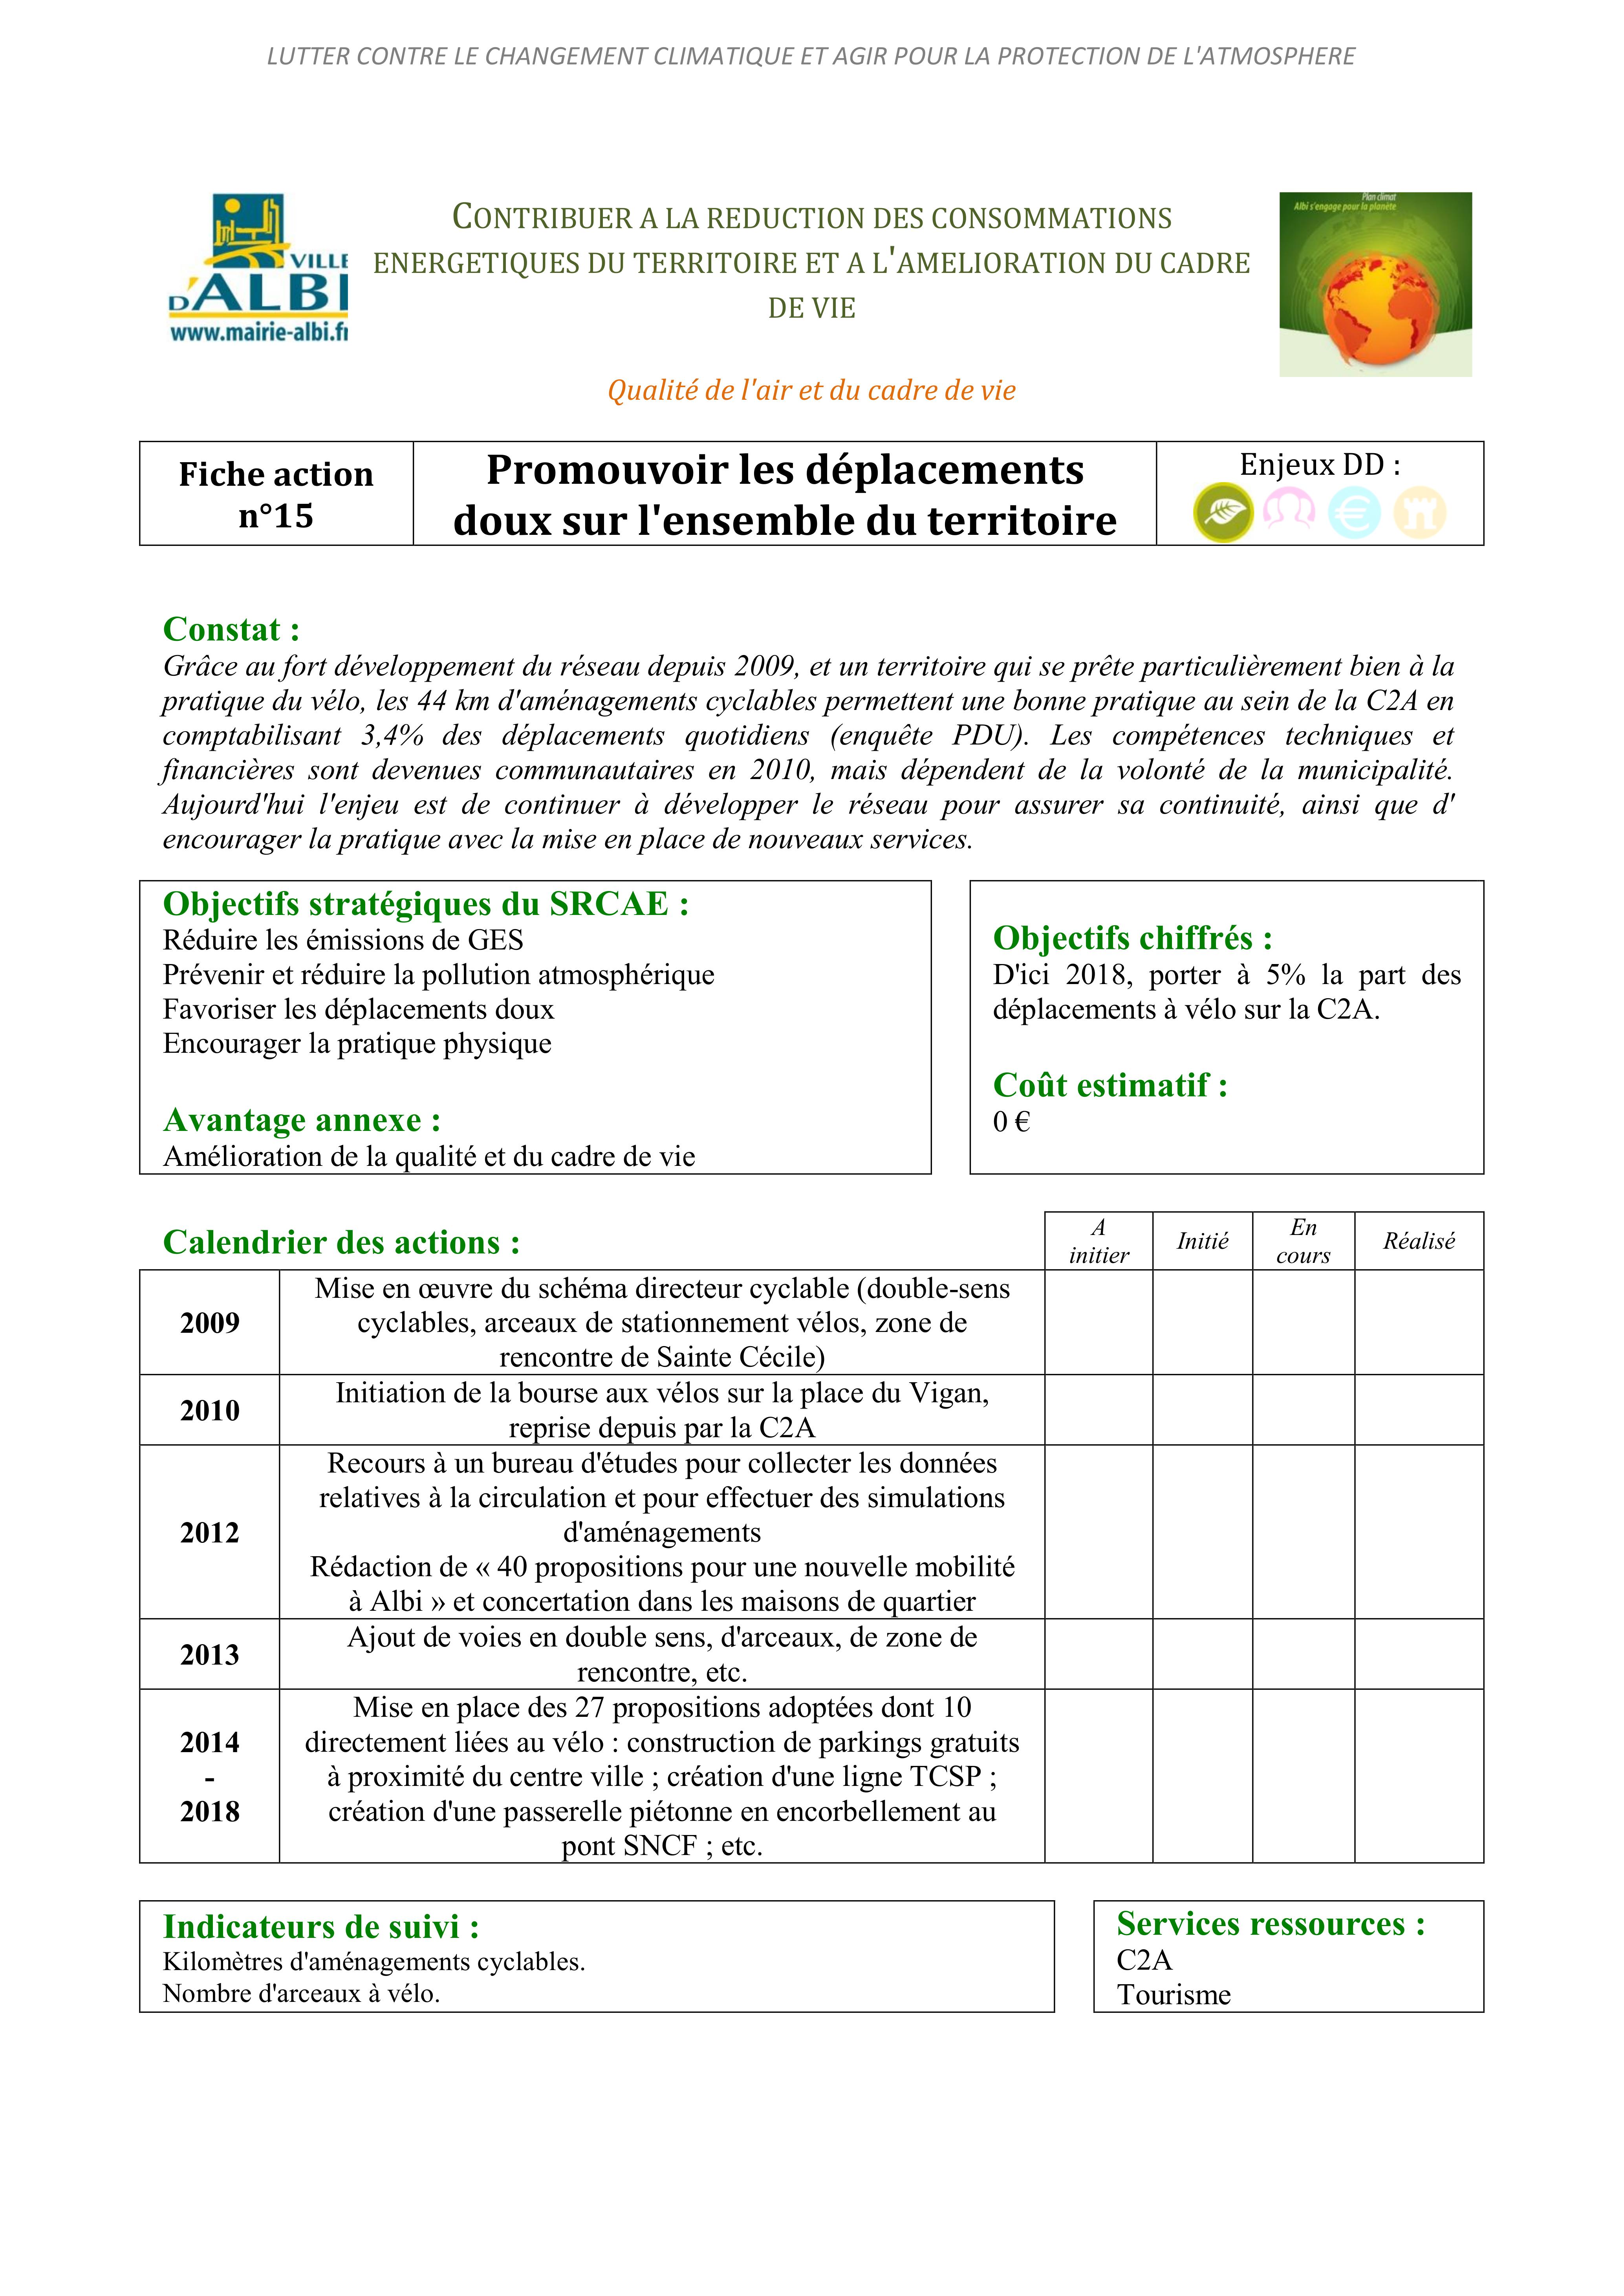 LUTTER CONTRE LE CHANGEMENT CLIMATIQUE ET AGIR POUR LA PROTECTION DE L'ATMOSPHERE
VILLE
D'ALBI
www.mairie-albi.fr
CONTRIBUER A LA REDUCTION DES CONSOMMATIONS
ENERGETIQUES DU TERRITOIRE ET A L'AMELIORATION DU CADRE
DE VIE
Plan climat
Albi s'engage pour la planète
Qualité de l'air et du cadre de vie
Fiche action
n°15
Promouvoir les déplacements
doux sur l'ensemble du territoire
Enjeux DD :
Constat :
Grâce au fort développement du réseau depuis 2009, et un territoire qui se prête particulièrement bien à la
pratique du vélo, les 44 km d'aménagements cyclables permettent une bonne pratique au sein de la C2A en
comptabilisant 3,4% des déplacements quotidiens (enquête PDU). Les compétences techniques et
financières sont devenues communautaires en 2010, mais dépendent de la volonté de la municipalité.
Aujourd'hui l'enjeu est de continuer à développer le réseau pour assurer sa continuité, ainsi que d'
encourager la pratique avec la mise en place de nouveaux services.
Objectifs stratégiques du SRCAE :
Réduire les émissions de GES
Prévenir et réduire la pollution atmosphérique
Favoriser les déplacements doux
Encourager la pratique physique
Avantage annexe :
Amélioration de la qualité et du cadre de vie
Objectifs chiffrés :
D'ici 2018, porter à 5% la part des
déplacements à vélo sur la C2A.
Coût estimatif :
0 €
Calendrier des actions :
A
initier
Initié
En
cours
Réalisé
2009
Mise en œuvre du schéma directeur cyclable (double-sens
cyclables, arceaux de stationnement vélos, zone de
rencontre de Sainte Cécile)
2010
Initiation de la bourse aux vélos sur la place du Vigan,
reprise depuis par la C2A
2012
Recours à un bureau d'études pour collecter les données
relatives à la circulation et pour effectuer des simulations
d'aménagements
Rédaction de « 40 propositions pour une nouvelle mobilité
à Albi » et concertation dans les maisons de quartier
2013
Ajout de voies en double sens, d'arceaux, de zone de
rencontre, etc.
2014
-
2018
Mise en place des 27 propositions adoptées dont 10
directement liées au vélo : construction de parkings gratuits
à proximité du centre ville ; création d'une ligne TCSP ;
création d'une passerelle piétonne en encorbellement au
pont SNCF ; etc.
Indicateurs de suivi :
Kilomètres d'aménagements cyclables.
Nombre d'arceaux à vélo.
Services ressources :
C2A
Tourisme